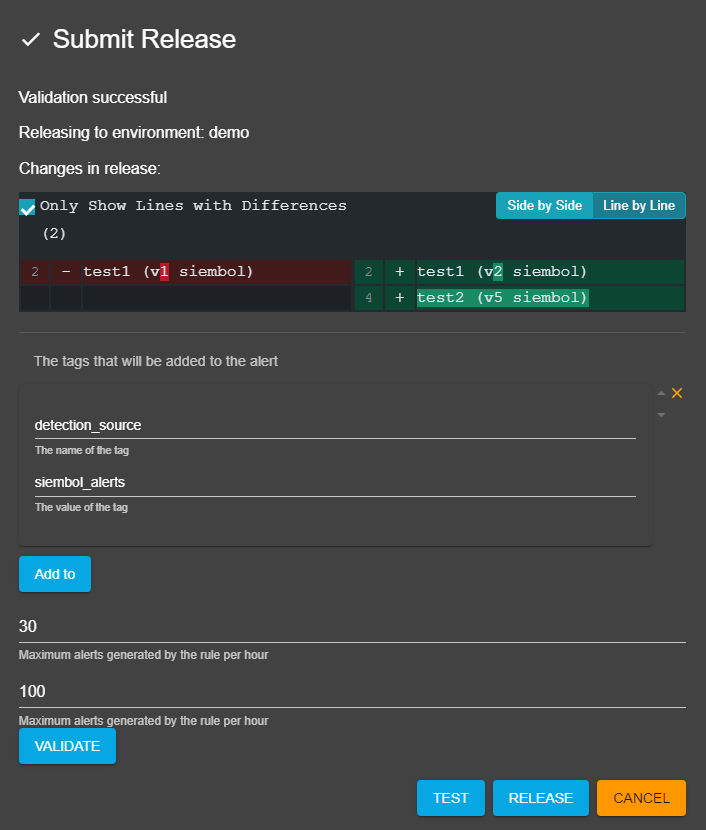 Submit Release
Validation successful
Releasing to environment: demo
Changes in release:
Only Show Lines with Differences Side by Side Line by Line
(2)
2 - test1 (v1 siembol) 2 + test1 (v2 siembol)
4 + test2 (v5 siembol)
The tags that will be added to the alert
detection_source
The name of the tag
siembol_alerts
The value of the tag
Add to
30
Maximum alerts generated by the rule per hour
100
Maximum alerts generated by the rule per hour
VALIDATE
TEST RELEASE CANCEL